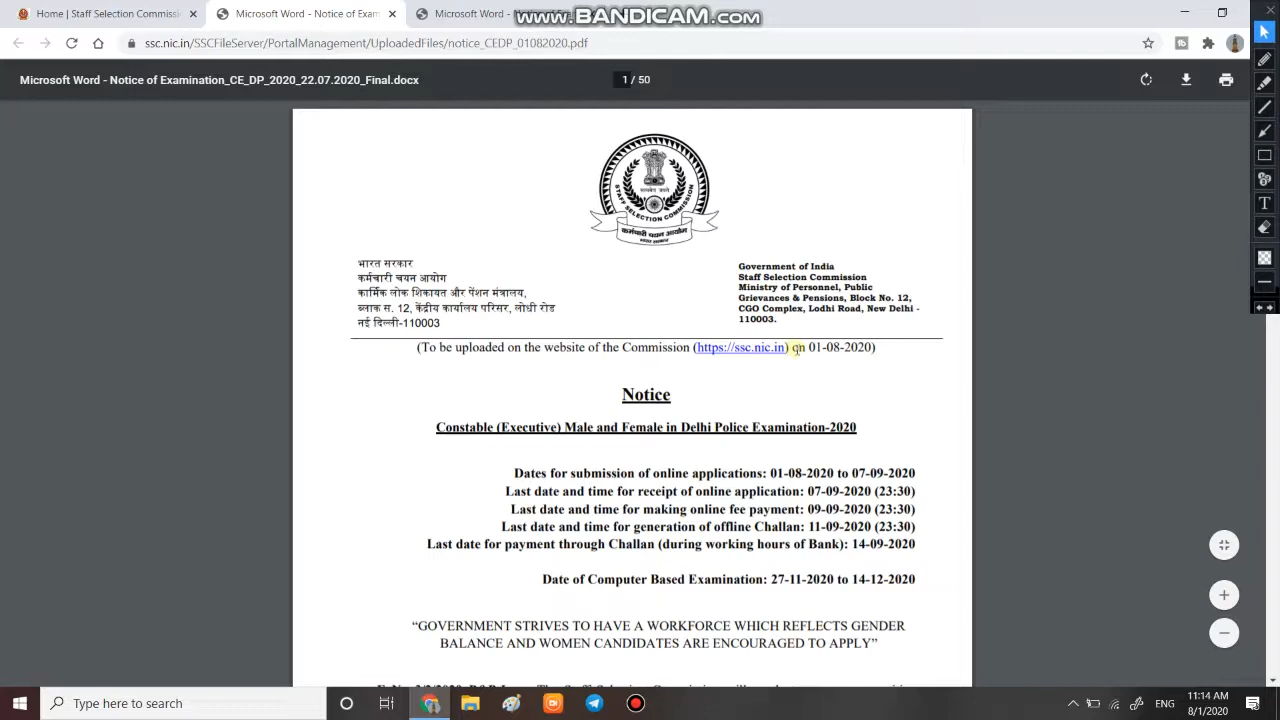 Home | Staff Selection Commissi
Microsoft Word - Notice of Exam
Microsoft Word -
www.BANDICAM.com
ssc.nic.in/SSCFileServer/PortalManagement/UploadedFiles/notice_CEDP_01082020.pdf
Microsoft Word - Notice of Examination_CE_DP_2020_22.07.2020_Final.docx
1 / 50
STAFF SELECTION COMMISSION
कर्मचारी चयन आयोग
भारत सरकार
कर्मचारी चयन आयोग
कार्मिक लोक शिकायत और पेंशन मंत्रालय,
ब्लाक स. 12, केंद्रीय कार्यालय परिसर, लोधी रोड
नई दिल्ली-110003
Government of India
Staff Selection Commission
Ministry of Personnel, Public
Grievances & Pensions, Block No. 12,
CGO Complex, Lodhi Road, New Delhi -
110003.
(To be uploaded on the website of the Commission (https://ssc.nic.in) on 01-08-2020)
Notice
Constable (Executive) Male and Female in Delhi Police Examination-2020
Dates for submission of online applications: 01-08-2020 to 07-09-2020
Last date and time for receipt of online application: 07-09-2020 (23:30)
Last date and time for making online fee payment: 09-09-2020 (23:30)
Last date and time for generation of offline Challan: 11-09-2020 (23:30)
Last date for payment through Challan (during working hours of Bank): 14-09-2020
Date of Computer Based Examination: 27-11-2020 to 14-12-2020
“GOVERNMENT STRIVES TO HAVE A WORKFORCE WHICH REFLECTS GENDER
BALANCE AND WOMEN CANDIDATES ARE ENCOURAGED TO APPLY”
Type here to search
11:14 AM
8/1/2020